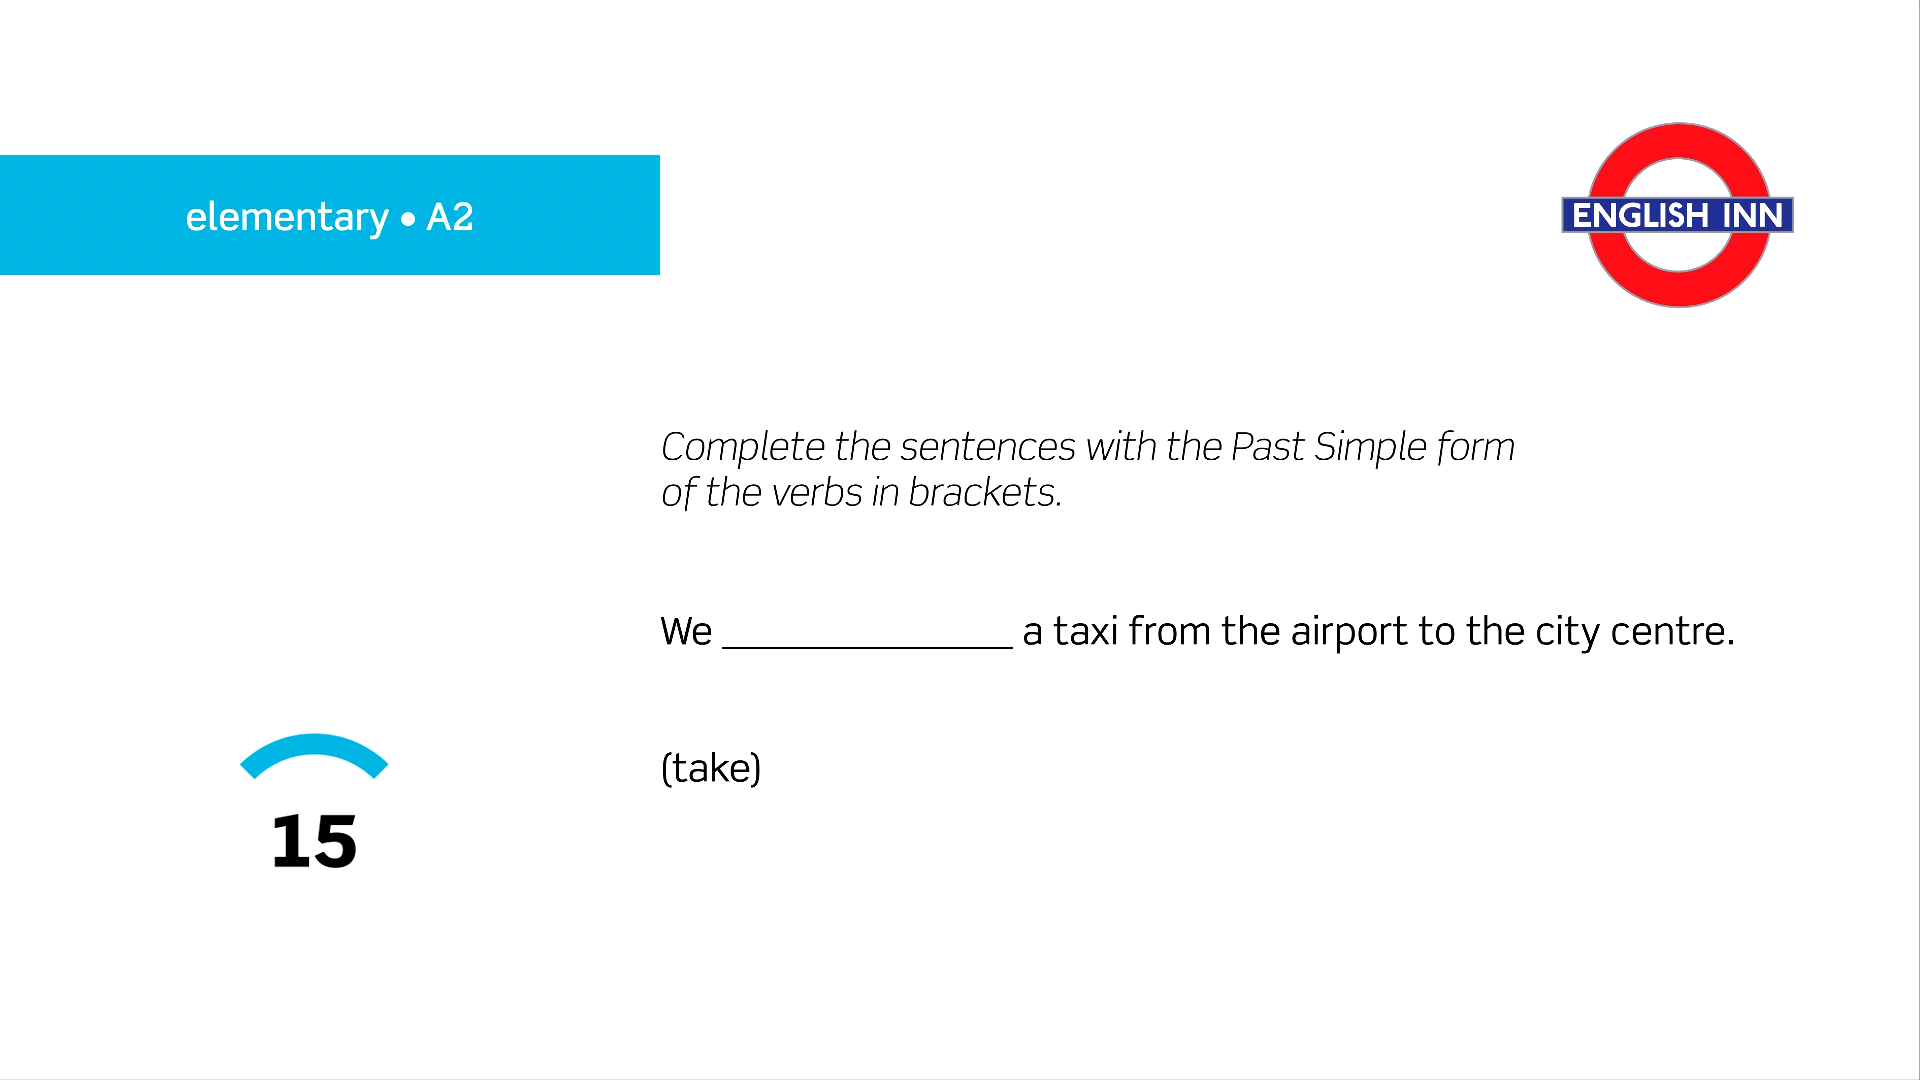 elementary • A2
ENGLISH INN
Complete the sentences with the Past Simple form
of the verbs in brackets.
We ______________ a taxi from the airport to the city centre.
(take)
15